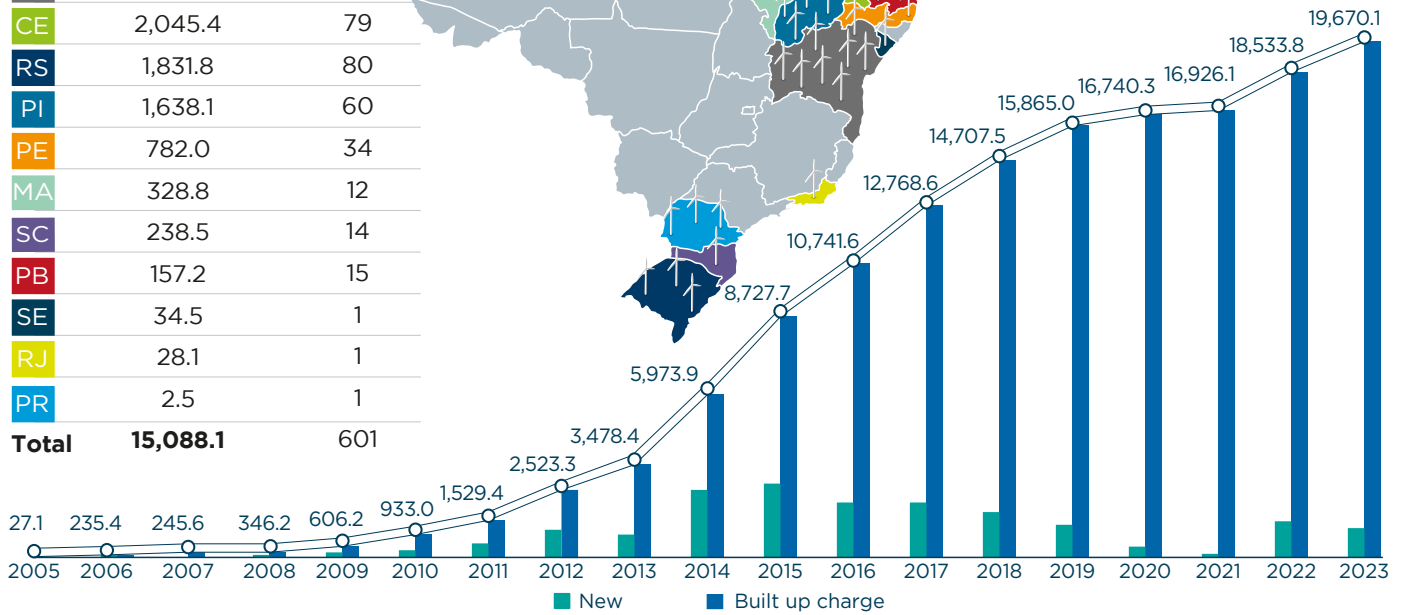 CE 2,045.4 79
RS 1,831.8 80
PI 1,638.1 60
PE 782.0 34
MA 328.8 12
SC 238.5 14
PB 157.2 15
SE 34.5 1
RJ 28.1 1
PR 2.5 1
Total 15,088.1 601
27.1 235.4 245.6 346.2 606.2 933.0 1,529.4 2,523.3 3,478.4 5,973.9 8,727.7 10,741.6 12,768.6 14,707.5 15,865.0 16,740.3 16,926.1 18,533.8 19,670.1
2005 2006 2007 2008 2009 2010 2011 2012 2013 2014 2015 2016 2017 2018 2019 2020 2021 2022 2023
New Built up charge